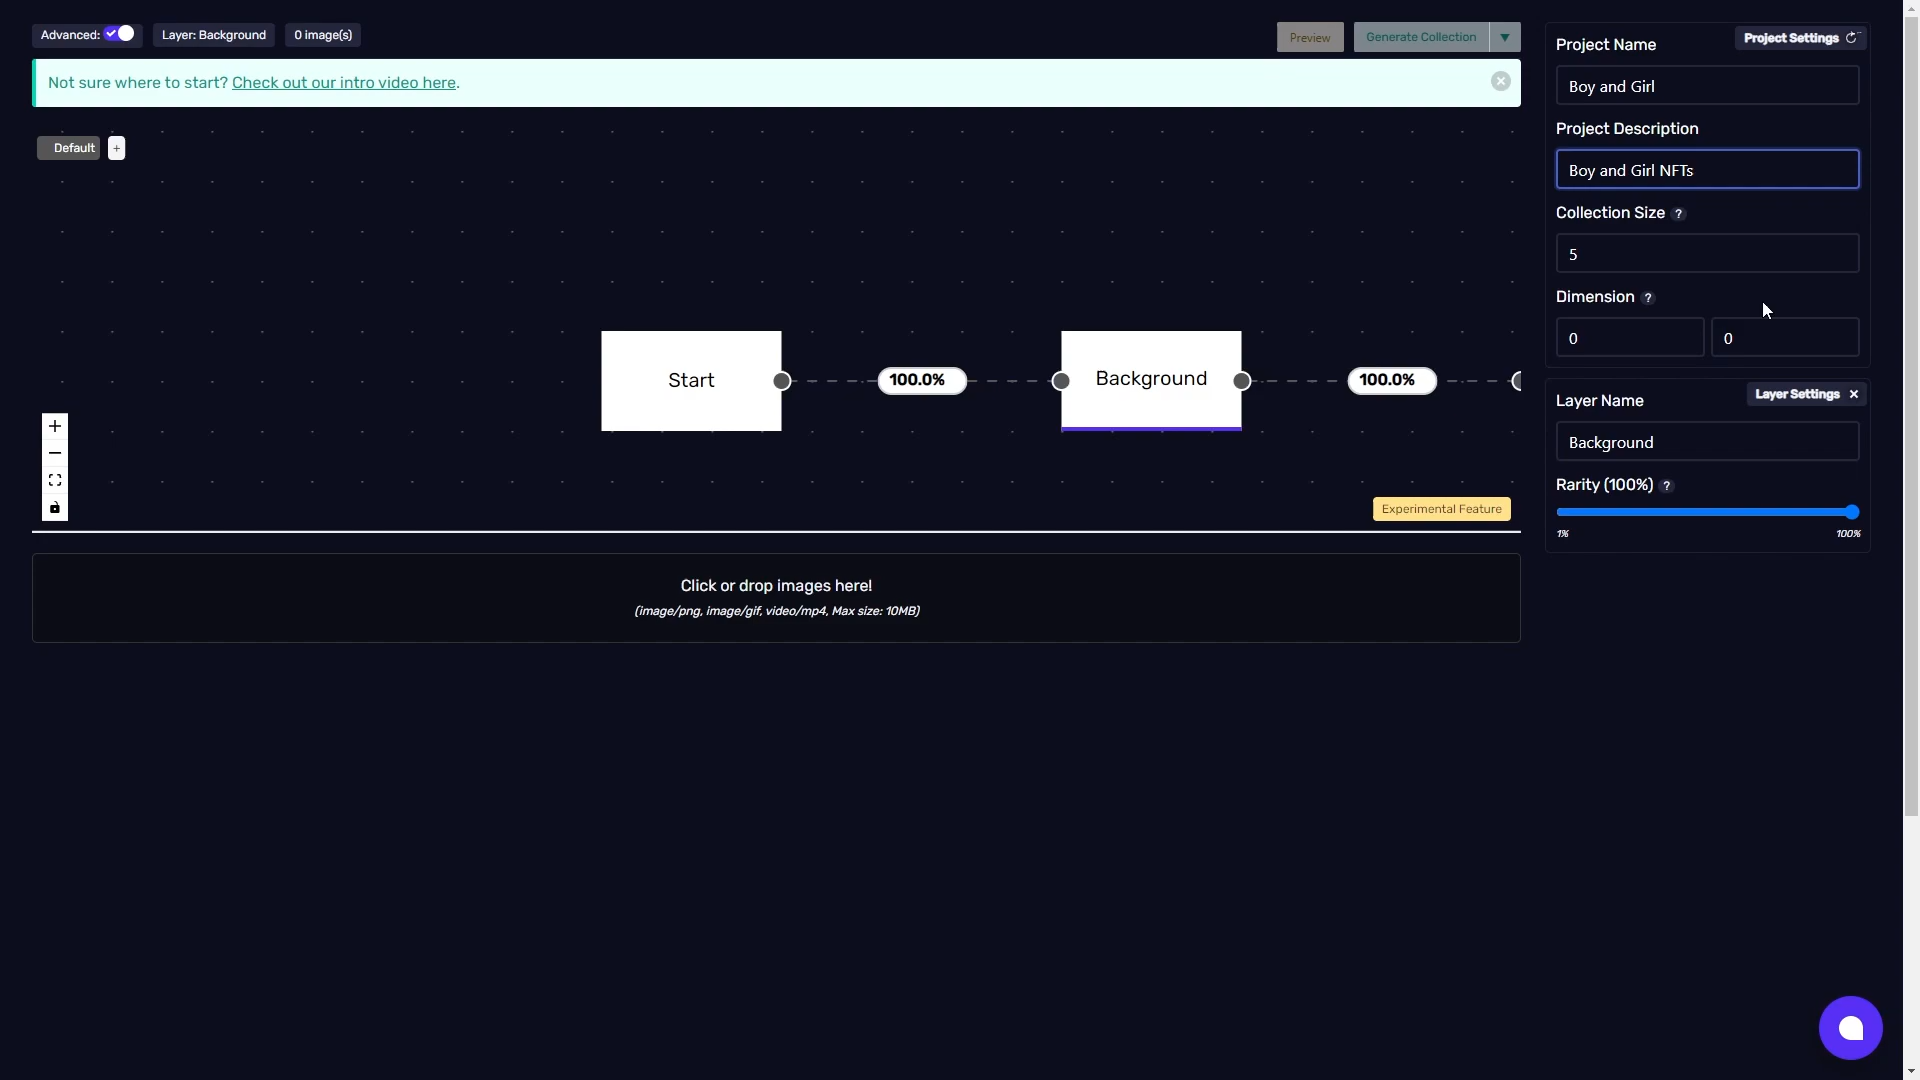 Advanced:
Layer: Background
0 image(s)
Preview
Generate Collection
Not sure where to start? Check out our intro video here.
Default
+
Start
100.0%
Background
100.0%
Experimental Feature
Click or drop images here!
(image/png, image/gif, video/mp4, Max size: 10MB)
Project Name
Project Settings
Boy and Girl
Project Description
Boy and Girl NFTs
Collection Size ?
5
Dimension ?
0
0
Layer Name
Layer Settings
Background
Rarity (100%) ?
1%
100%